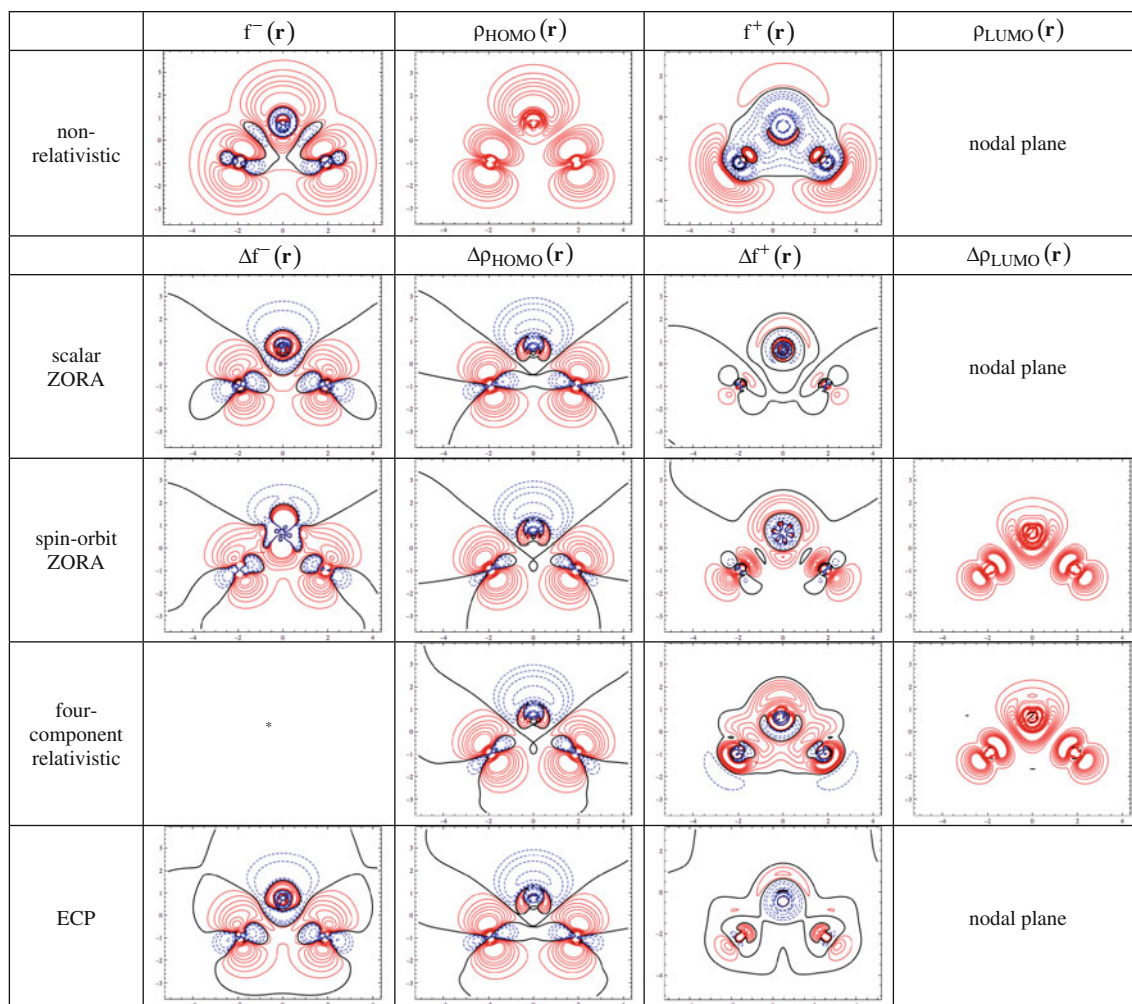 f⁻(r) ρHOMO(r) f⁺(r) ρLUMO(r)
non-
relativistic
nodal plane
Δf⁻(r) ΔρHOMO(r) Δf⁺(r) ΔρLUMO(r)
scalar
ZORA
nodal plane
spin-orbit
ZORA
four-
component
relativistic
*
ECP
nodal plane